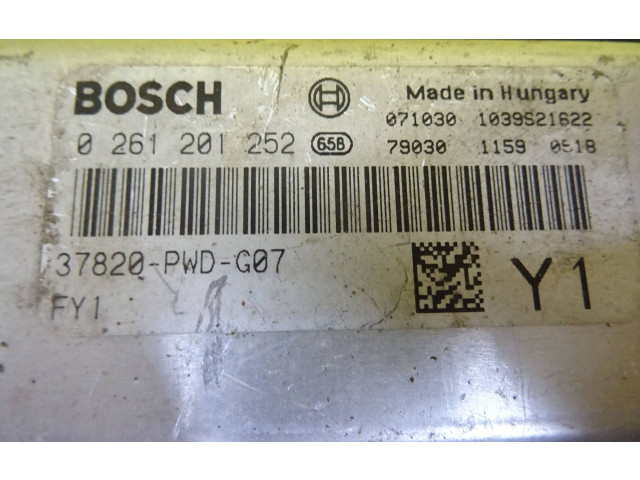 BOSCH Made in Hungary
071030 1039S21622
0 261 201 252 65B 79030 1159 0518
37820-PWD-G07
FY1
Y1